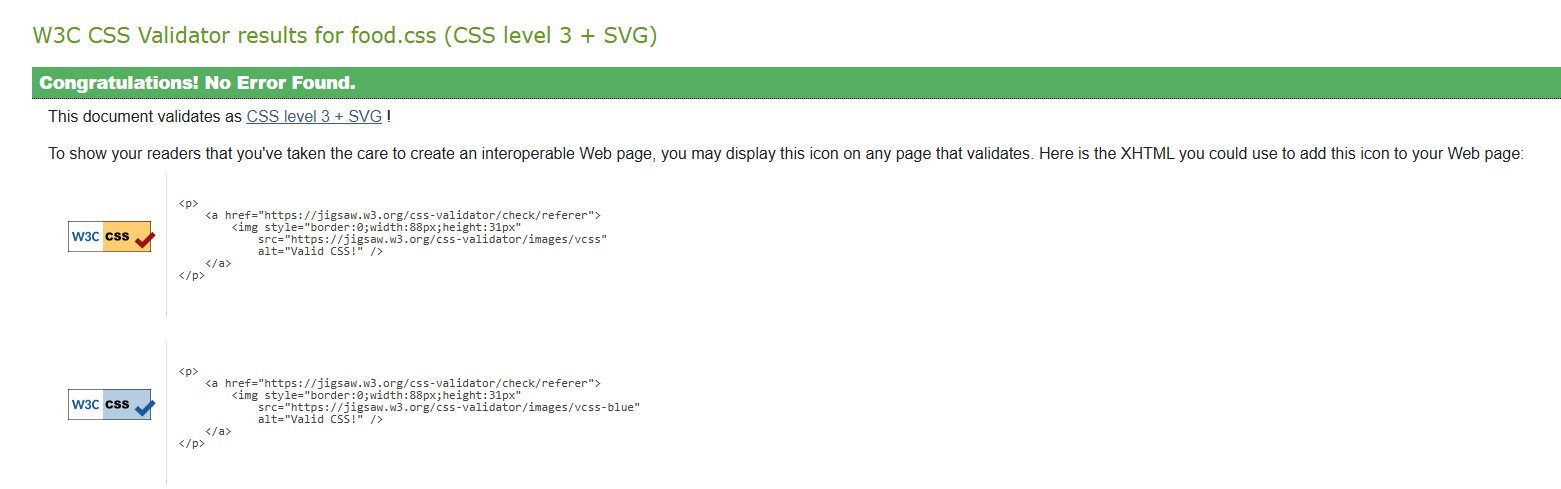 W3C CSS Validator results for food.css (CSS level 3 + SVG)
Congratulations! No Error Found.
This document validates as CSS level 3 + SVG !
To show your readers that you've taken the care to create an interoperable Web page, you may display this icon on any page that validates. Here is the XHTML you could use to add this icon to your Web page:
W3C css
<p>
    <a href="https://jigsaw.w3.org/css-validator/check/referer">
        <img style="border:0;width:88px;height:31px"
            src="https://jigsaw.w3.org/css-validator/images/vcss"
            alt="Valid CSS!" />
    </a>
</p>
W3C css
<p>
    <a href="https://jigsaw.w3.org/css-validator/check/referer">
        <img style="border:0;width:88px;height:31px"
            src="https://jigsaw.w3.org/css-validator/images/vcss-blue"
            alt="Valid CSS!" />
    </a>
</p>